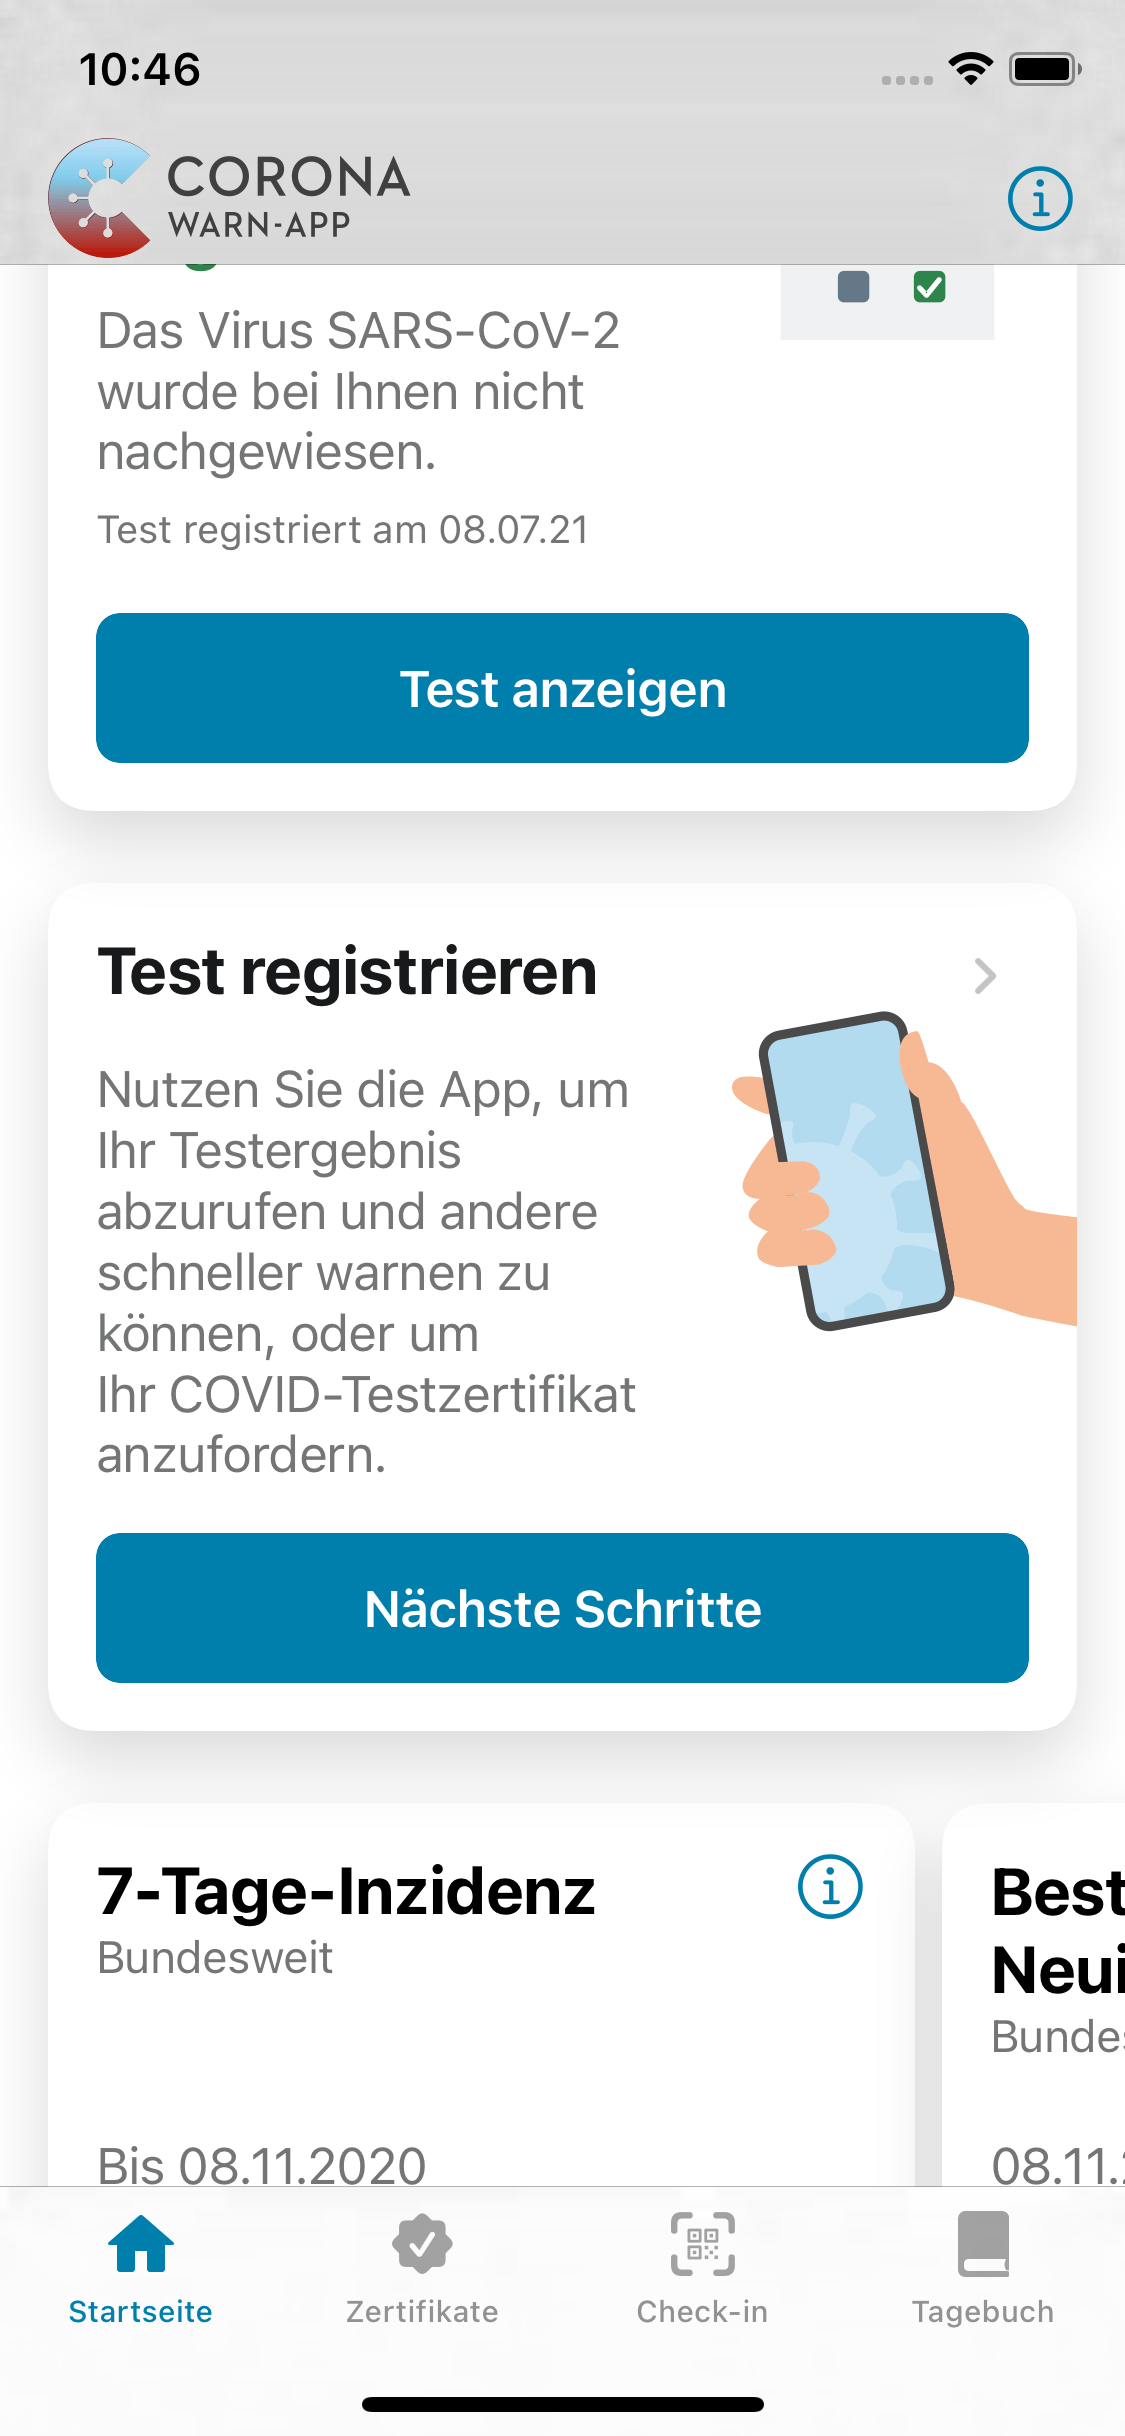 10:46
CORONA
WARN-APP
Das Virus SARS-CoV-2
wurde bei Ihnen nicht
nachgewiesen.
Test registriert am 08.07.21
Test anzeigen
Test registrieren
Nutzen Sie die App, um
Ihr Testergebnis
abzurufen und andere
schneller warnen zu
können, oder um
Ihr COVID-Testzertifikat
anzufordern.
Nächste Schritte
7-Tage-Inzidenz
Bundesweit
Bis 08.11.2020
Best
Neui
Bundes
08.11.
Startseite
Zertifikate
Check-in
Tagebuch